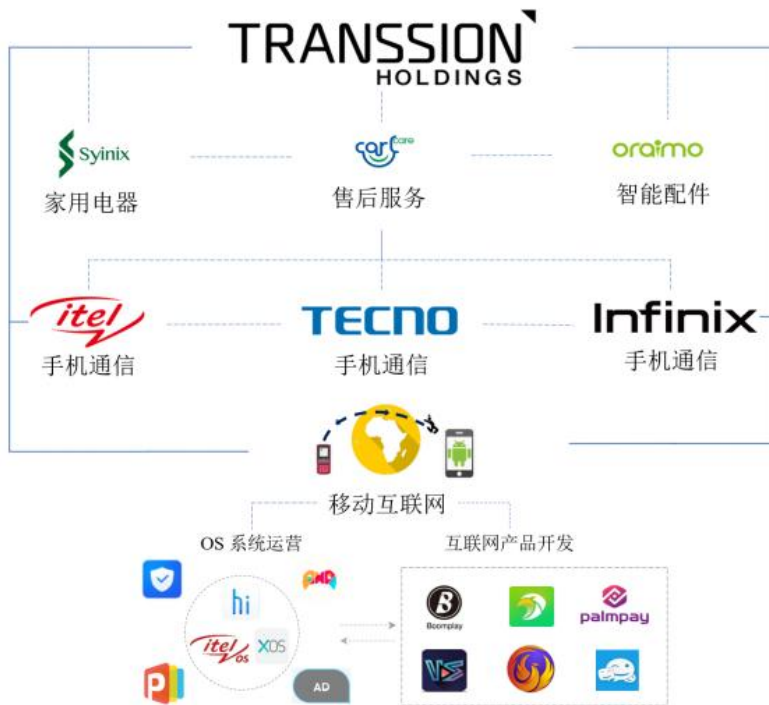 TRANSSION
HOLDINGS
Syinix
carlcare
oraimo
家用电器
售后服务
智能配件
itel
TECNO
Infinix
手机通信
手机通信
手机通信
移动互联网
OS 系统运营
互联网产品开发
hi
itel OS
XOS
P
AD
B
Boomplay
palmpay
VS